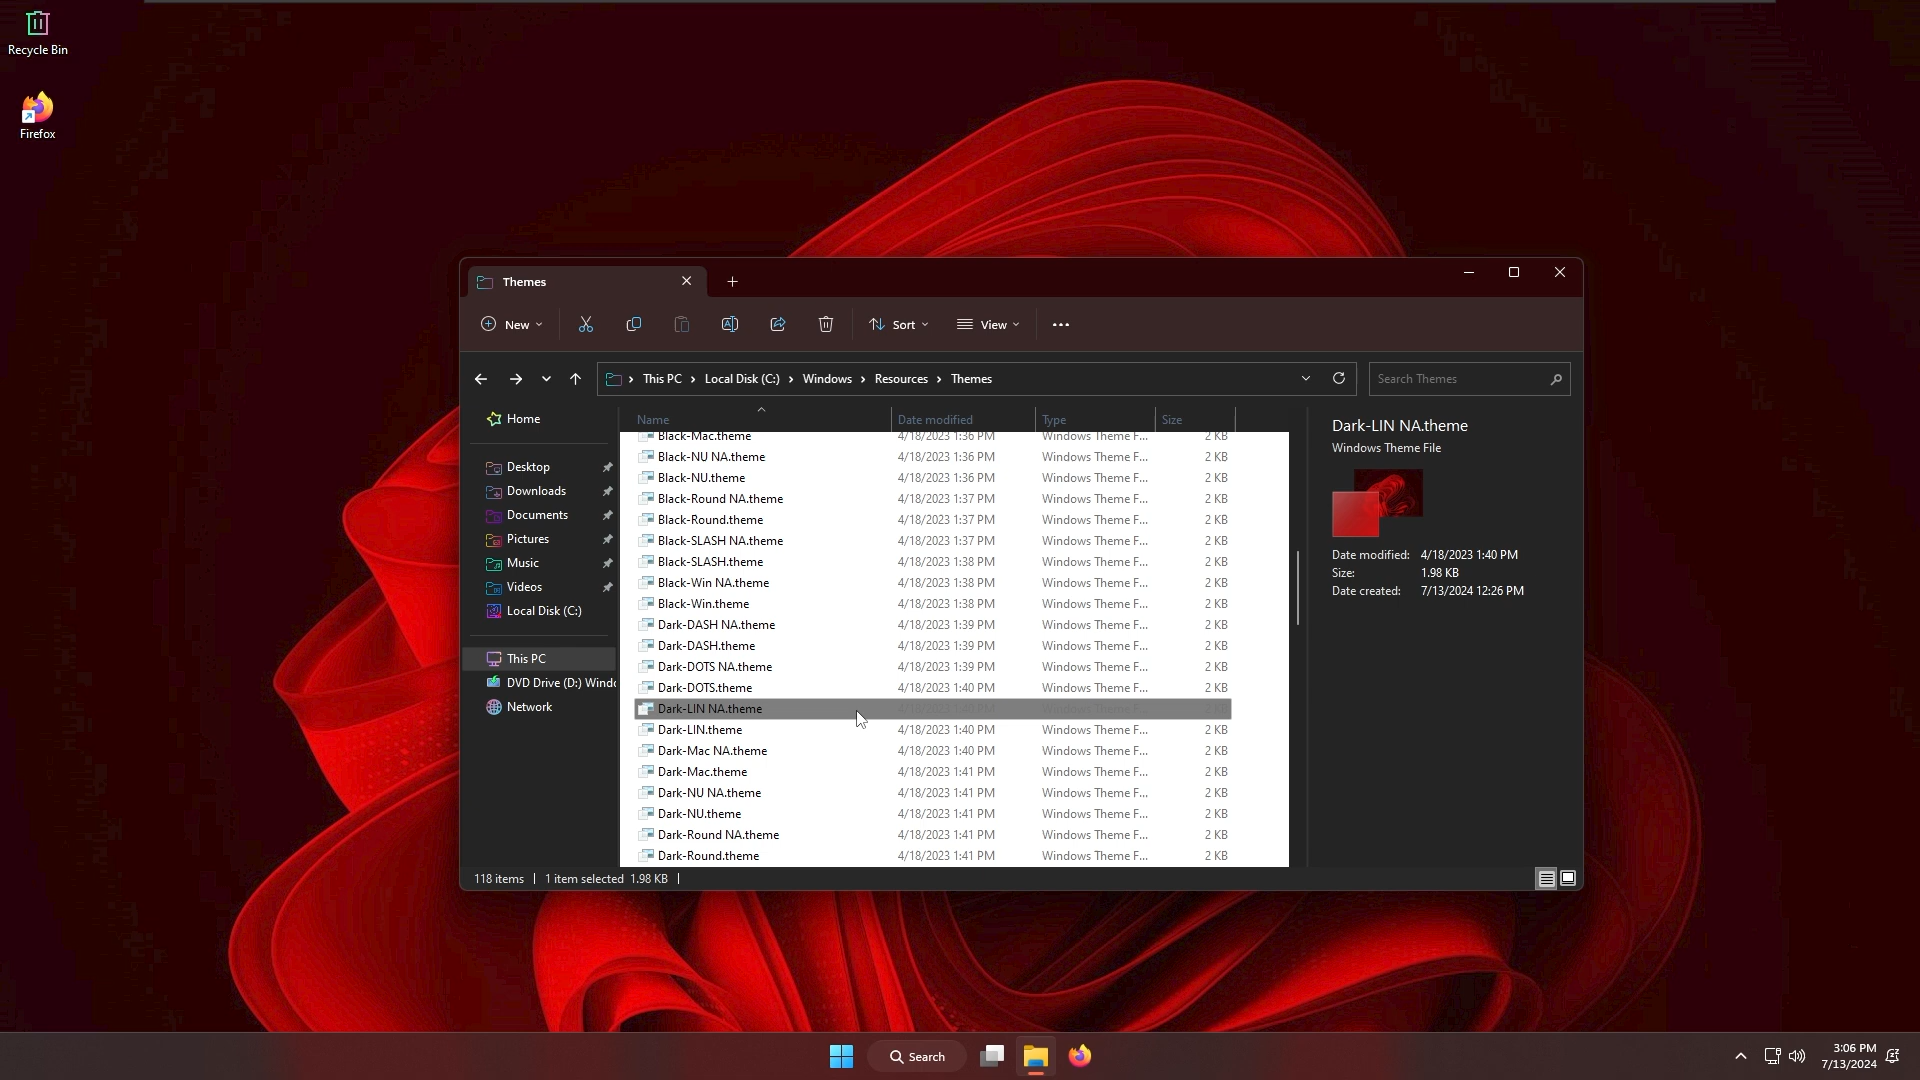 Recycle Bin
Firefox
Themes
New
Sort
View
This PC
Local Disk (C:)
Windows
Resources
Themes
Search Themes
Home
Desktop
Downloads
Documents
Pictures
Music
Videos
Local Disk (C:)
This PC
DVD Drive (D:) Windo
Network
Name Date modified Type Size
Black-Mac.theme 4/18/2023 1:36 PM Windows Theme F... 2 KB
Black-NU NA.theme 4/18/2023 1:36 PM Windows Theme F... 2 KB
Black-NU.theme 4/18/2023 1:36 PM Windows Theme F... 2 KB
Black-Round NA.theme 4/18/2023 1:37 PM Windows Theme F... 2 KB
Black-Round.theme 4/18/2023 1:37 PM Windows Theme F... 2 KB
Black-SLASH NA.theme 4/18/2023 1:37 PM Windows Theme F... 2 KB
Black-SLASH.theme 4/18/2023 1:38 PM Windows Theme F... 2 KB
Black-Win NA.theme 4/18/2023 1:38 PM Windows Theme F... 2 KB
Black-Win.theme 4/18/2023 1:38 PM Windows Theme F... 2 KB
Dark-DASH NA.theme 4/18/2023 1:39 PM Windows Theme F... 2 KB
Dark-DASH.theme 4/18/2023 1:39 PM Windows Theme F... 2 KB
Dark-DOTS NA.theme 4/18/2023 1:39 PM Windows Theme F... 2 KB
Dark-DOTS.theme 4/18/2023 1:40 PM Windows Theme F... 2 KB
Dark-LIN NA.theme
Dark-LIN.theme 4/18/2023 1:40 PM Windows Theme F... 2 KB
Dark-Mac NA.theme 4/18/2023 1:40 PM Windows Theme F... 2 KB
Dark-Mac.theme 4/18/2023 1:41 PM Windows Theme F... 2 KB
Dark-NU NA.theme 4/18/2023 1:41 PM Windows Theme F... 2 KB
Dark-NU.theme 4/18/2023 1:41 PM Windows Theme F... 2 KB
Dark-Round NA.theme 4/18/2023 1:41 PM Windows Theme F... 2 KB
Dark-Round.theme 4/18/2023 1:41 PM Windows Theme F... 2 KB
Dark-LIN NA.theme
Windows Theme File
Date modified: 4/18/2023 1:40 PM
Size: 1.98 KB
Date created: 7/13/2024 12:26 PM
118 items
1 item selected 1.98 KB
Search
3:06 PM
7/13/2024